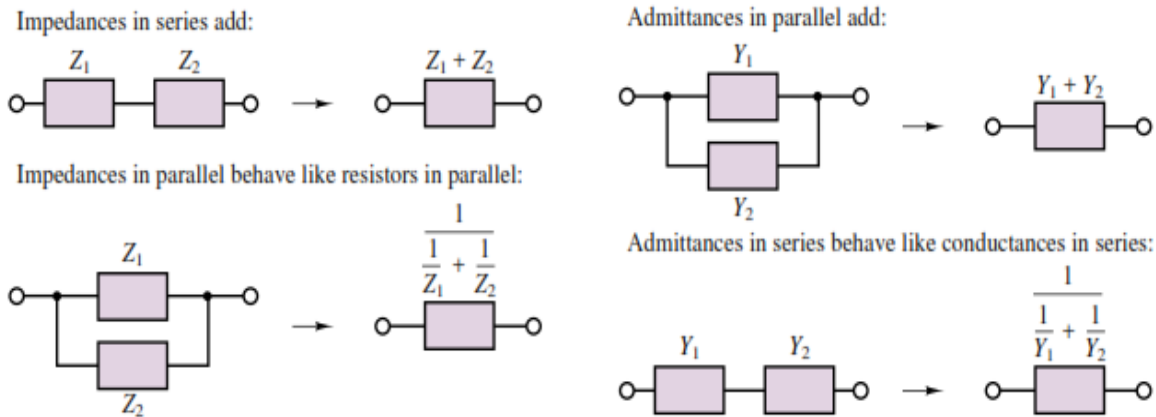 Impedances in series add:
Z₁ Z₂ Z₁ + Z₂
Impedances in parallel behave like resistors in parallel:
Z₁
Z₂
1
1 1
+
Z₁ Z₂
Admittances in parallel add:
Y₁
Y₂
Y₁ + Y₂
Admittances in series behave like conductances in series:
Y₁ Y₂
1
1 1
+
Y₁ Y₂